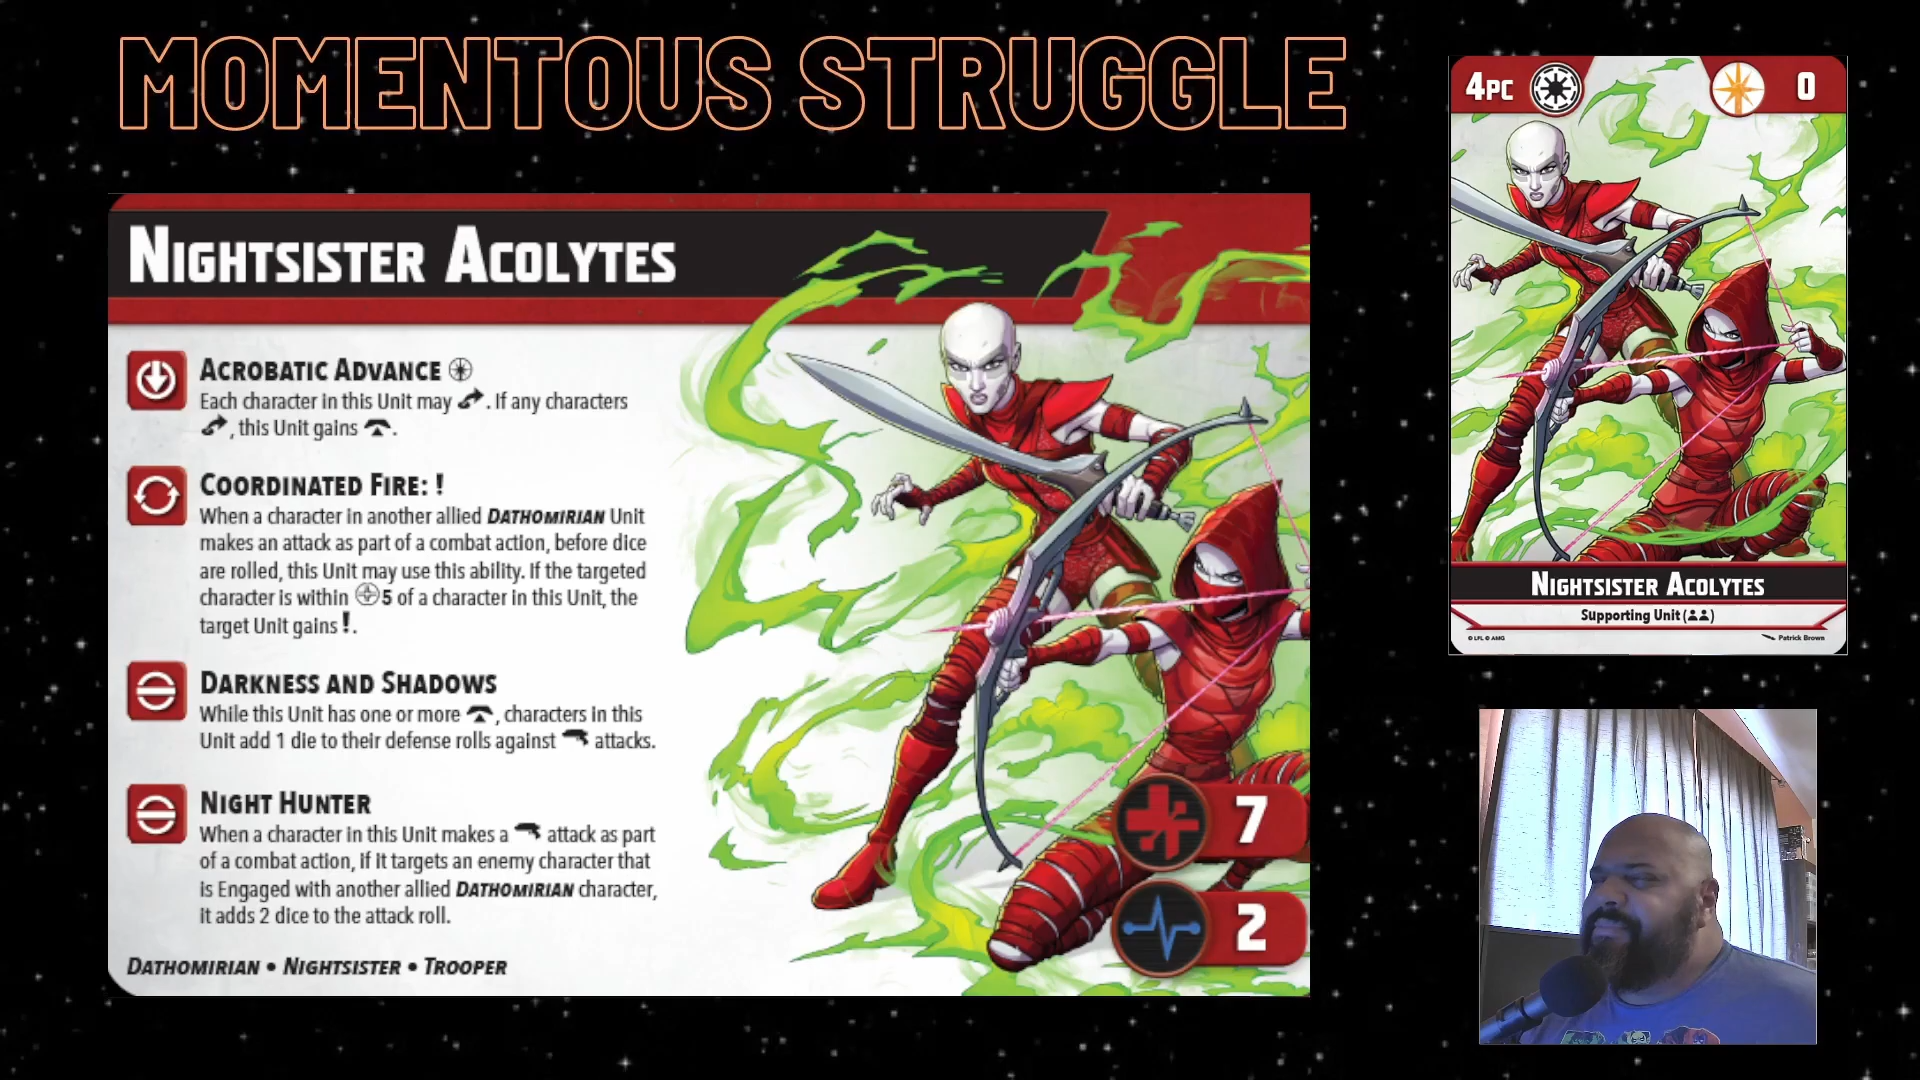 MOMENTOUS STRUGGLE
NIGHTSISTER ACOLYTES
ACROBATIC ADVANCE
Each character in this Unit may . If any characters
, this Unit gains .
COORDINATED FIRE: !
When a character in another allied DATHOMIRIAN Unit
makes an attack as part of a combat action, before dice
are rolled, this Unit may use this ability. If the targeted
character is within 5 of a character in this Unit, the
target Unit gains !.
DARKNESS AND SHADOWS
While this Unit has one or more , characters in this
Unit add 1 die to their defense rolls against attacks.
NIGHT HUNTER
When a character in this Unit makes a attack as part
of a combat action, if it targets an enemy character that
is Engaged with another allied DATHOMIRIAN character,
it adds 2 dice to the attack roll.
DATHOMIRIAN • NIGHTSISTER • TROOPER
7
2
4PC
0
NIGHTSISTER ACOLYTES
Supporting Unit ( )
© LFL © AMG
Patrick Brown